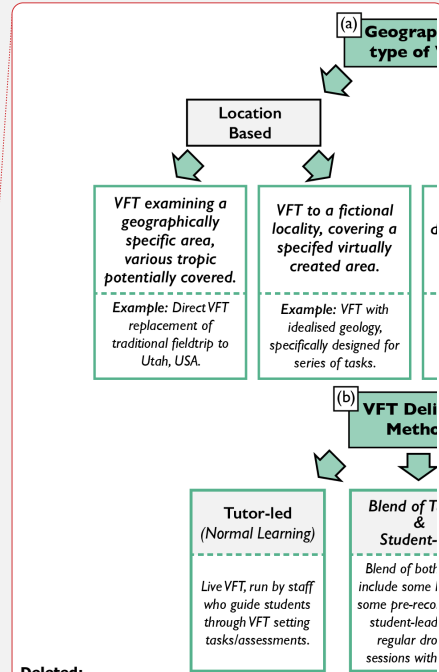 (a)
Geograp
type of
Location
Based
VFT examining a
geographically
specific area,
various tropic
potentially covered.
Example: Direct VFT
replacement of
traditional fieldtrip to
Utah, USA.
VFT to a fictional
locality, covering a
specifed virtually
created area.
Example: VFT with
idealised geology,
specifically designed for
series of tasks.
(b)
VFT Deli
Metho
Tutor-led
(Normal Learning)
Live VFT, run by staff
who guide students
through VFT setting
tasks/assessments.
Blend of T
&
Student-
Blend of both
include some
some pre-reco
student-lead
regular dro
sessions with
Deleted: